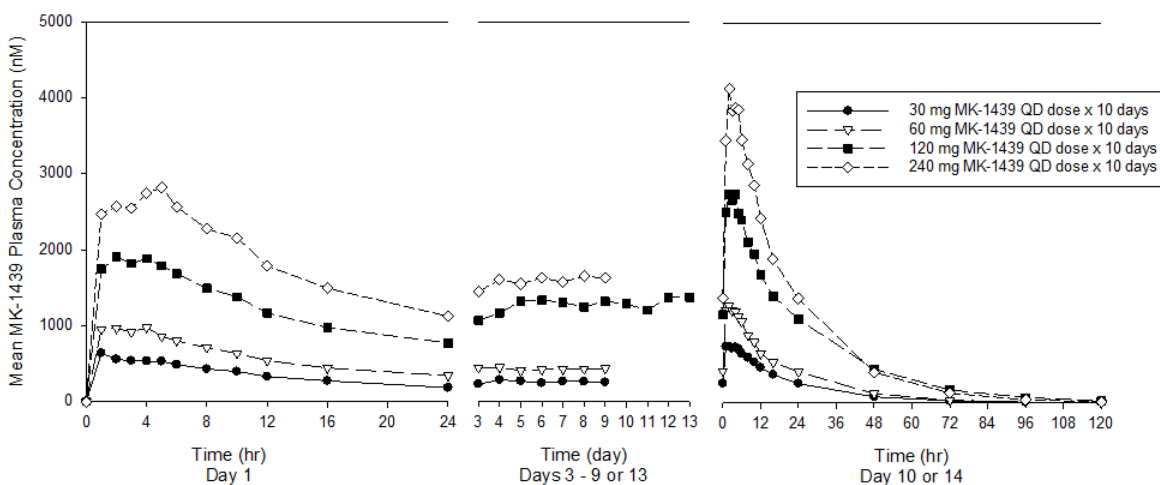 Mean MK-1439 Plasma Concentration (nM)
5000
4000
3000
2000
1000
0
0 4 8 12 16 20 24
Time (hr)
Day 1
3 4 5 6 7 8 9 10 11 12 13
Time (day)
Days 3 - 9 or 13
0 12 24 36 48 60 72 84 96 108 120
Time (hr)
Day 10 or 14
30 mg MK-1439 QD dose x 10 days
60 mg MK-1439 QD dose x 10 days
120 mg MK-1439 QD dose x 10 days
240 mg MK-1439 QD dose x 10 days